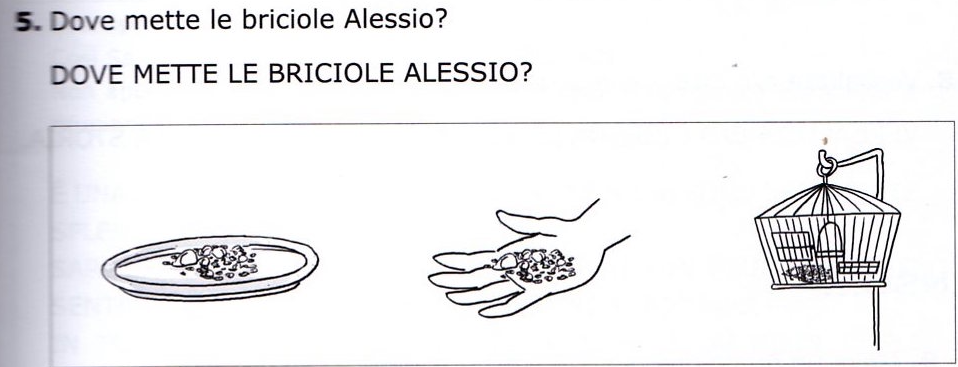 5. Dove mette le briciole Alessio?
DOVE METTE LE BRICIOLE ALESSIO?